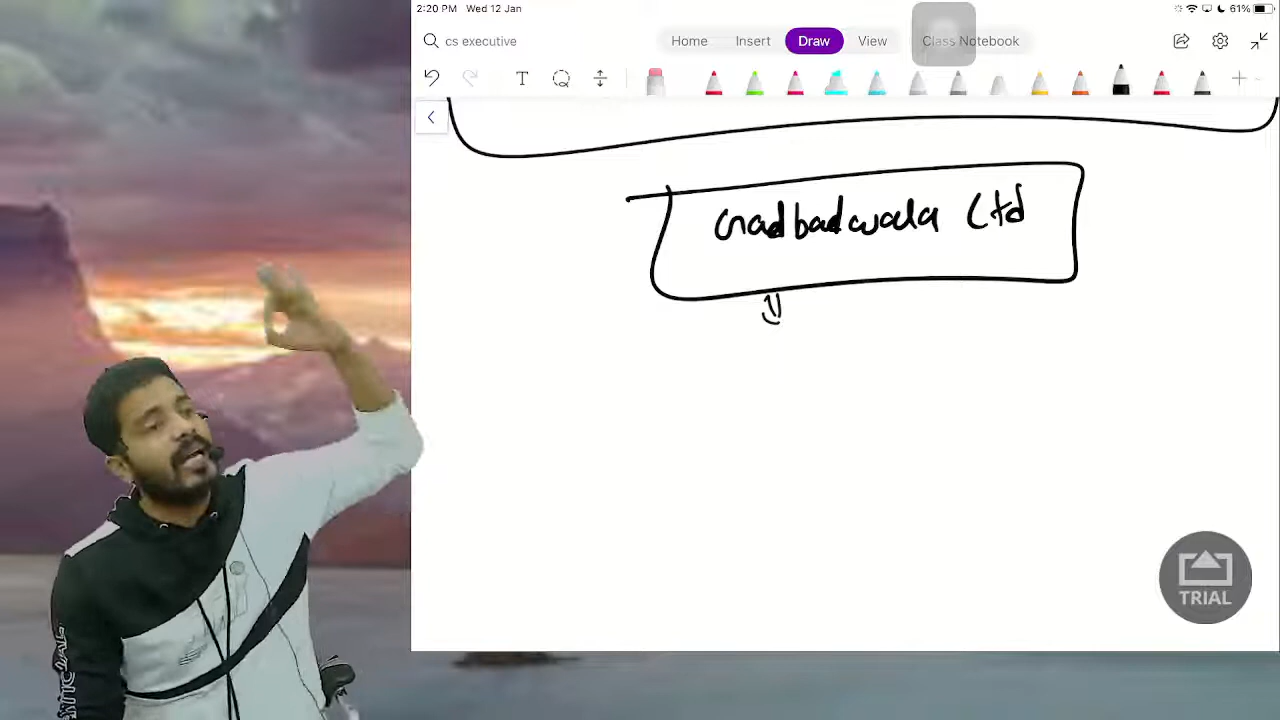 2:20 PM Wed 12 Jan
61%
cs executive
Home Insert Draw View Class Notebook
T
Gadbadwala Ltd
TRIAL